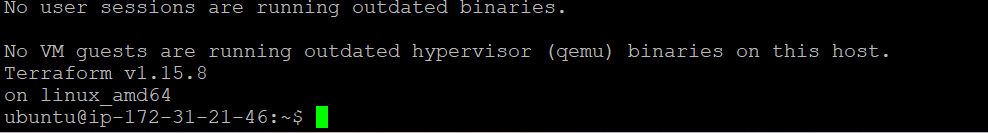 No user sessions are running outdated binaries.
No VM guests are running outdated hypervisor (qemu) binaries on this host.
Terraform v1.15.8
on linux_amd64
ubuntu@ip-172-31-21-46:~$